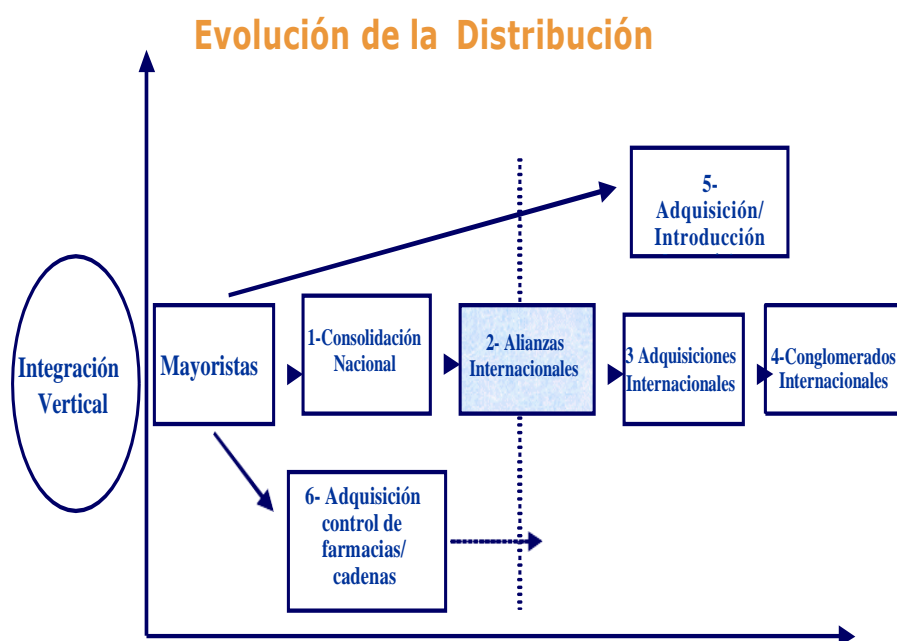 Evolución de la Distribución
5-
Adquisición/
Introducción
Integración
Vertical
Mayoristas
1-Consolidación
Nacional
2- Alianzas
Internacionales
3 Adquisiciones
Internacionales
4-Conglomerados
Internacionales
6- Adquisición
control de
farmacias/
cadenas